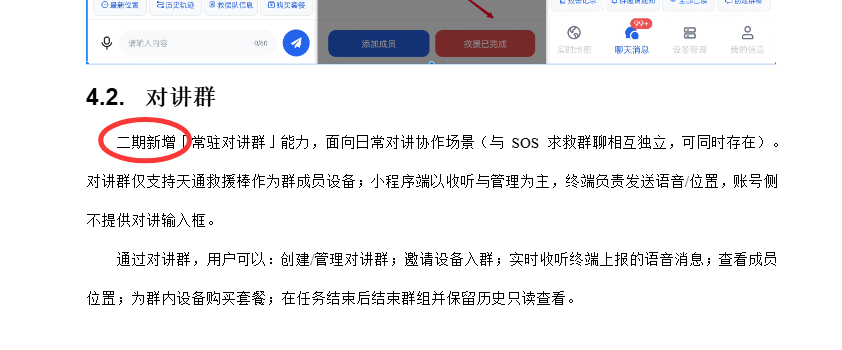 最新位置 历史轨迹 救援队信息 购买套餐
请输入内容 0/60
添加成员 救援已完成
99+
实时地图 聊天消息 设备管理 我的信息
4.2. 对讲群
二期新增「常驻对讲群」能力，面向日常对讲协作场景（与 SOS 求救群聊相互独立，可同时存在）。
对讲群仅支持天通救援棒作为群成员设备；小程序端以收听与管理为主，终端负责发送语音/位置，账号侧
不提供对讲输入框。
通过对讲群，用户可以：创建/管理对讲群；邀请设备入群；实时收听终端上报的语音消息；查看成员
位置；为群内设备购买套餐；在任务结束后结束群组并保留历史只读查看。